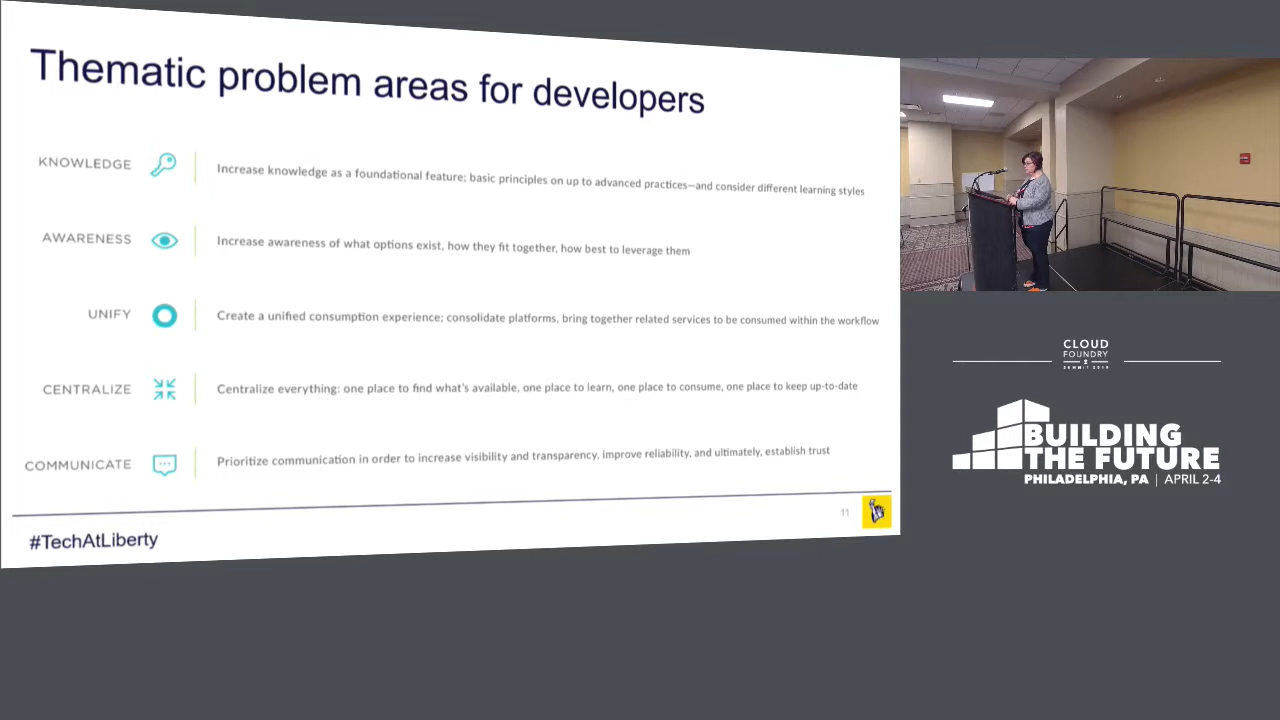 Thematic problem areas for developers
KNOWLEDGE
Increase knowledge as a foundational feature; basic principles on up to advanced practices—and consider different learning styles
AWARENESS
Increase awareness of what options exist, how they fit together, how best to leverage them
UNIFY
Create a unified consumption experience; consolidate platforms, bring together related services to be consumed within the workflow
CENTRALIZE
Centralize everything: one place to find what's available, one place to learn, one place to consume, one place to keep up-to-date
COMMUNICATE
Prioritize communication in order to increase visibility and transparency, improve reliability, and ultimately, establish trust
11
#TechAtLiberty
CLOUD
FOUNDRY
SUMMIT 2019
BUILDING
THE FUTURE
PHILADELPHIA, PA | APRIL 2-4